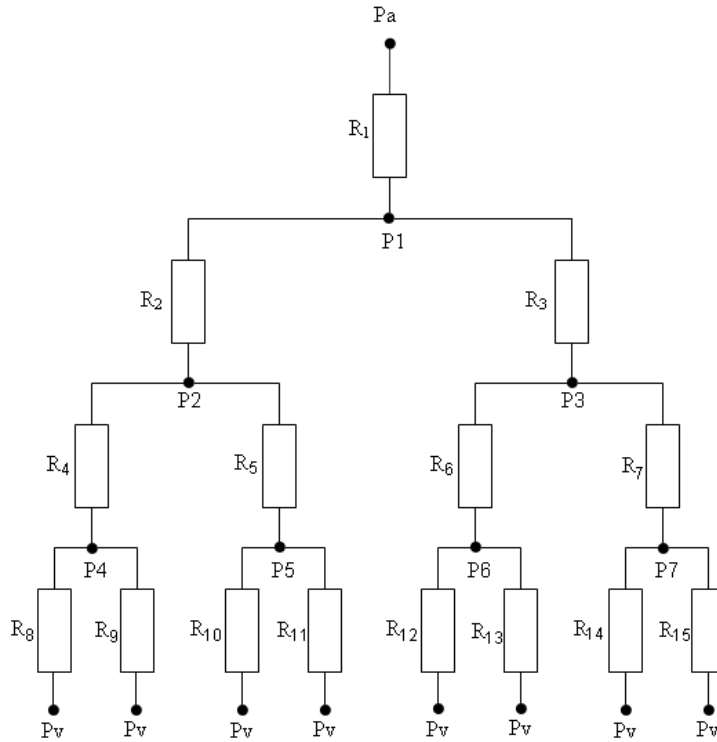 Pa
R1
P1
R2 R3
P2 P3
R4 R5 R6 R7
P4 P5 P6 P7
R8 R9 R10 R11 R12 R13 R14 R15
Pv Pv Pv Pv Pv Pv Pv Pv